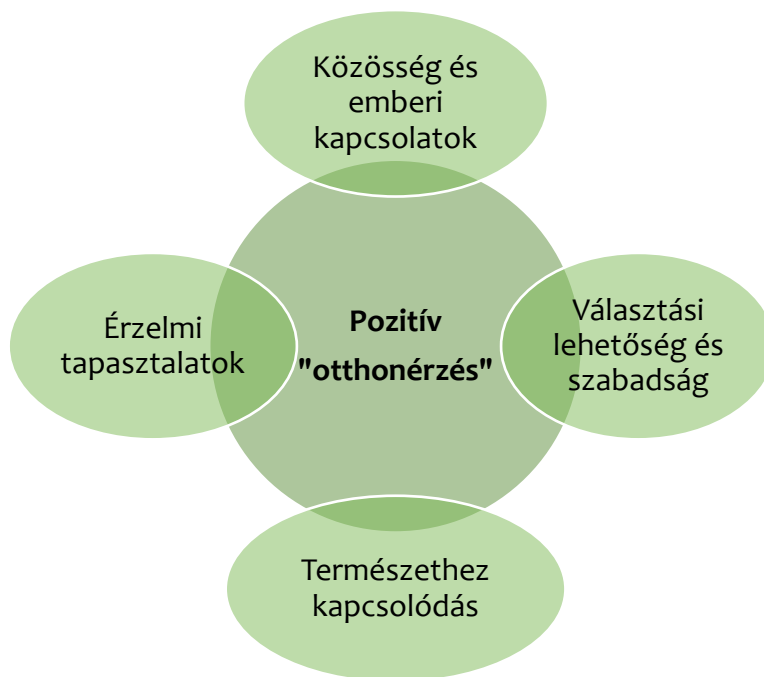 Közösség és
emberi
kapcsolatok
Érzelmi
tapasztalatok
Pozitív
"otthonérzés"
Választási
lehetőség és
szabadság
Természethez
kapcsolódás